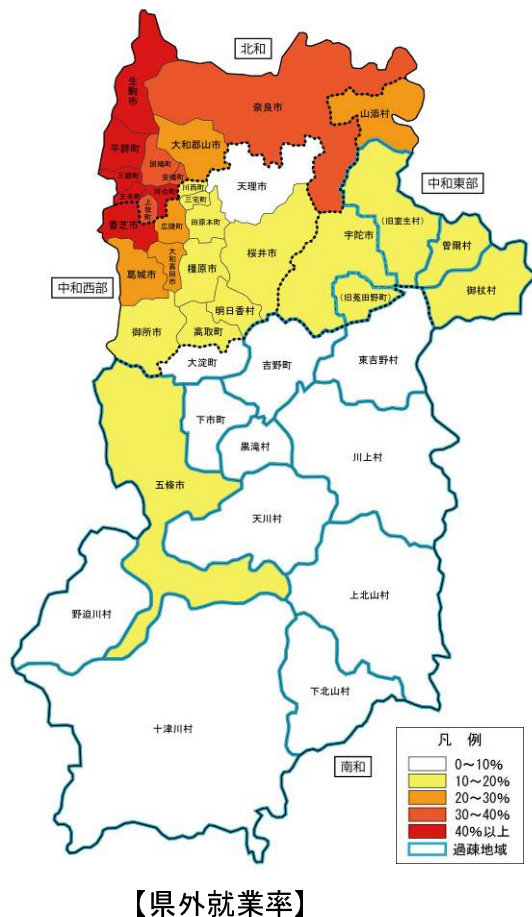 北和
生駒市
奈良市
山添村
平群町
大和郡山市
斑鳩町
三郷町
安堵町
中和東部
天理市
川西町
王寺町
河合町
三宅町
上牧町
香芝市
広陵町
田原本町
宇陀市
(旧室生村)
曽爾村
桜井市
大和高田市
橿原市
葛城市
御杖村
中和西部
明日香村
(旧菟田野町)
御所市
高取町
大淀町
吉野町
東吉野村
下市町
黒滝村
川上村
五條市
天川村
上北山村
野迫川村
下北山村
十津川村
南和
凡 例
0～10%
10～20%
20～30%
30～40%
40%以上
過疎地域
【県外就業率】